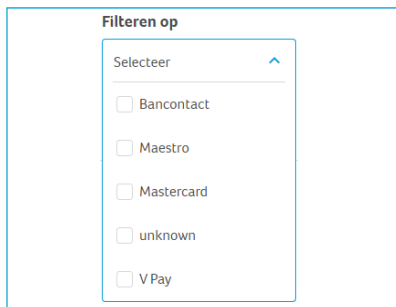 Filteren op
Selecteer
Bancontact
Maestro
Mastercard
unknown
V Pay